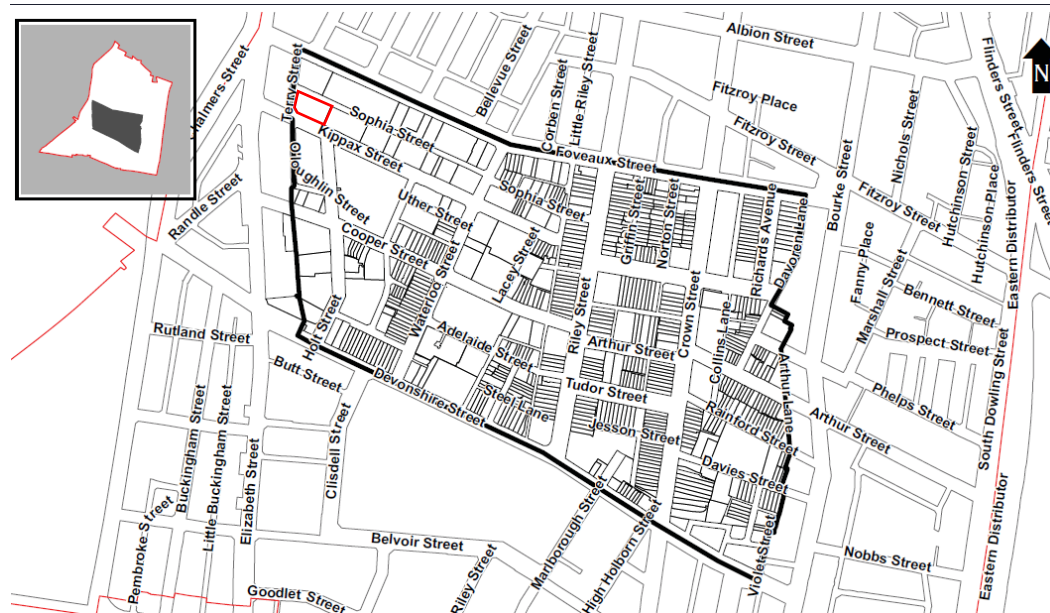 Albion Street
Flinders Street
Flinders Street
N
Chalmers Street
Terry Street
Bellevue Street
Corben Street
Little Riley Street
Fitzroy Place
Fitzroy Street
Nichols Street
Hutchinson Street
Hutchinson Place
Sophia Street
Kippax Street
Foveaux Street
Bourke Street
Fitzroy Street
Eastern Distributor
Randle Street
Uther Street
Sophia Street
Griffin Street
Norton Street
Richards Avenue
Davoren Lane
Fanny Place
Marshall Street
Bennett Street
Cooper Street
Waterloo Street
Lacey Street
Riley Street
Crown Street
Collins Lane
Prospect Street
Rutland Street
Holt Street
Adelaide Street
Arthur Street
Arthur Lane
Butt Street
Devonshire Street
Steel Lane
Tudor Street
Rainford Street
Arthur Street
Phelps Street
South Dowling Street
Buckingham Street
Little Buckingham Street
Elizabeth Street
Clisdell Street
Jesson Street
Davies Street
Pembroke Street
Belvoir Street
Marlborough Street
High Holborn Street
Violet Street
Nobbs Street
Eastern Distributor
Goodlet Street
Riley Street